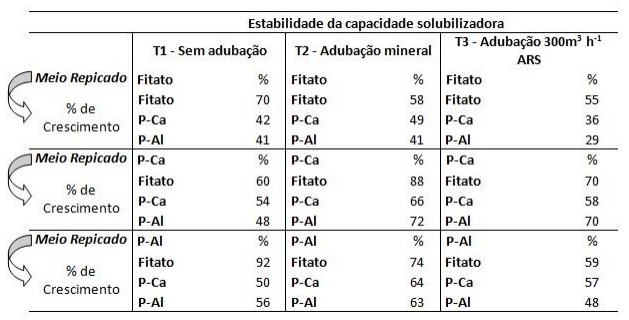 Estabilidade da capacidade solubilizadora
T1 - Sem adubação T2 - Adubação mineral T3 - Adubação 300m³ h⁻¹ ARS
Meio Repicado Fitato % Fitato % Fitato %
% de Crescimento Fitato 70 Fitato 58 Fitato 55
P-Ca 42 P-Ca 49 P-Ca 36
P-Al 41 P-Al 41 P-Al 29
Meio Repicado P-Ca % P-Ca % P-Ca %
% de Crescimento Fitato 60 Fitato 88 Fitato 70
P-Ca 54 P-Ca 66 P-Ca 58
P-Al 48 P-Al 72 P-Al 70
Meio Repicado P-Al % P-Al % P-Al %
% de Crescimento Fitato 92 Fitato 74 Fitato 59
P-Ca 50 P-Ca 64 P-Ca 57
P-Al 56 P-Al 63 P-Al 48